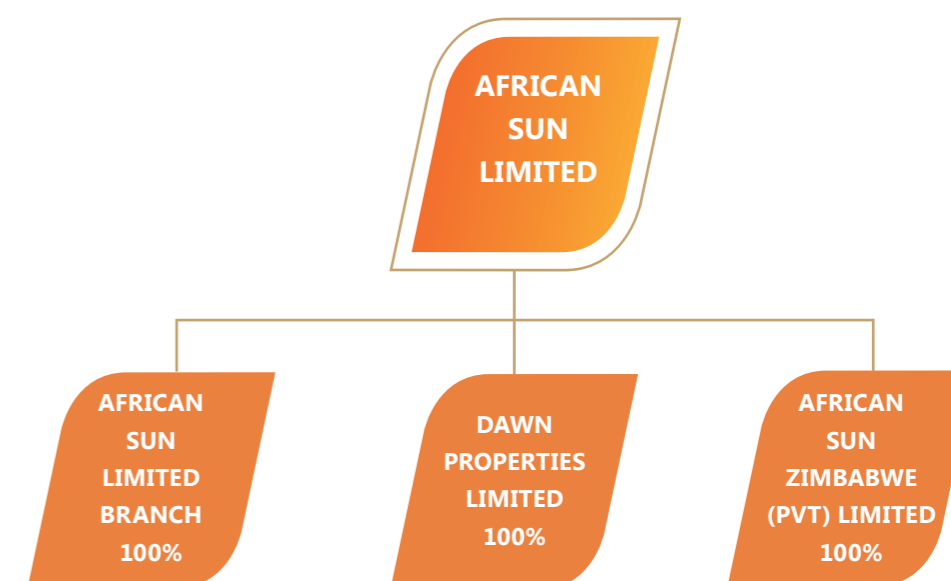 AFRICAN
SUN
LIMITED
AFRICAN
SUN
LIMITED
BRANCH
100%
DAWN
PROPERTIES
LIMITED
100%
AFRICAN
SUN
ZIMBABWE
(PVT) LIMITED
100%